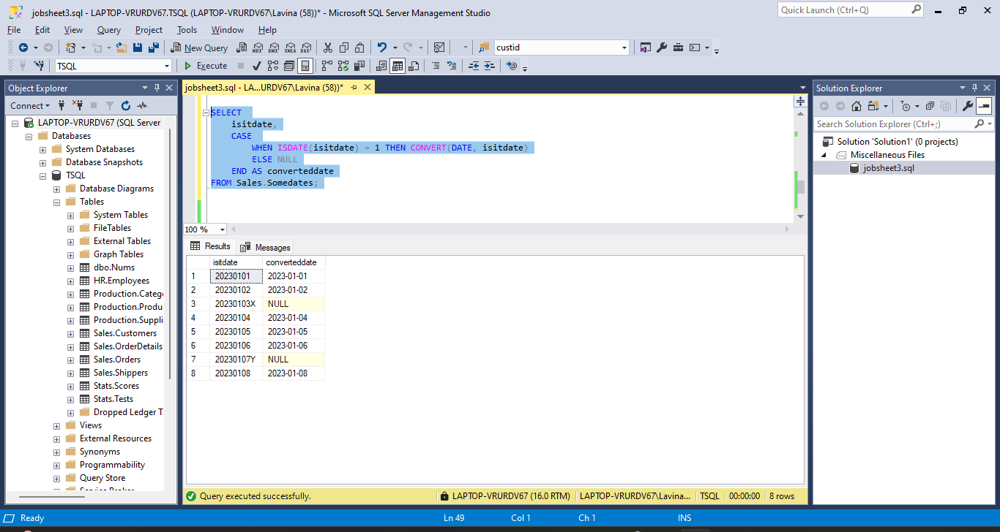 jobsheet3.sql - LAPTOP-VRURDV67.TSQL (LAPTOP-VRURDV67\Lavina (58))* - Microsoft SQL Server Management Studio
Quick Launch (Ctrl+Q)
File Edit View Query Project Tools Window Help
New Query MDX DMX XMLA DAX custid
TSQL Execute
Object Explorer
Connect
LAPTOP-VRURDV67 (SQL Server
Databases
System Databases
Database Snapshots
TSQL
Database Diagrams
Tables
System Tables
FileTables
External Tables
Graph Tables
dbo.Nums
HR.Employees
Production.Catego
Production.Produ
Production.Suppli
Sales.Customers
Sales.OrderDetails
Sales.Orders
Sales.Shippers
Stats.Scores
Stats.Tests
Dropped Ledger T
Views
External Resources
Synonyms
Programmability
Query Store
Service Broker
jobsheet3.sql - LA...URDV67\Lavina (58))*
SELECT
isitdate,
CASE
WHEN ISDATE(isitdate) = 1 THEN CONVERT(DATE, isitdate)
ELSE NULL
END AS converteddate
FROM Sales.Somedates;
100 %
Results Messages
isitdate converteddate
1 20230101 2023-01-01
2 20230102 2023-01-02
3 20230103X NULL
4 20230104 2023-01-04
5 20230105 2023-01-05
6 20230106 2023-01-06
7 20230107Y NULL
8 20230108 2023-01-08
Query executed successfully. LAPTOP-VRURDV67 (16.0 RTM) LAPTOP-VRURDV67\Lavina... TSQL 00:00:00 8 rows
Solution Explorer
Search Solution Explorer (Ctrl+;)
Solution 'Solution1' (0 projects)
Miscellaneous Files
jobsheet3.sql
Ready Ln 49 Col 1 Ch 1 INS